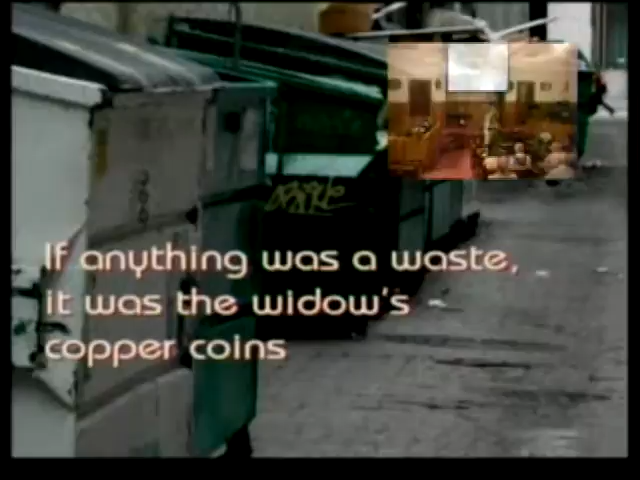 If anything was a waste,
it was the widow's
copper coins